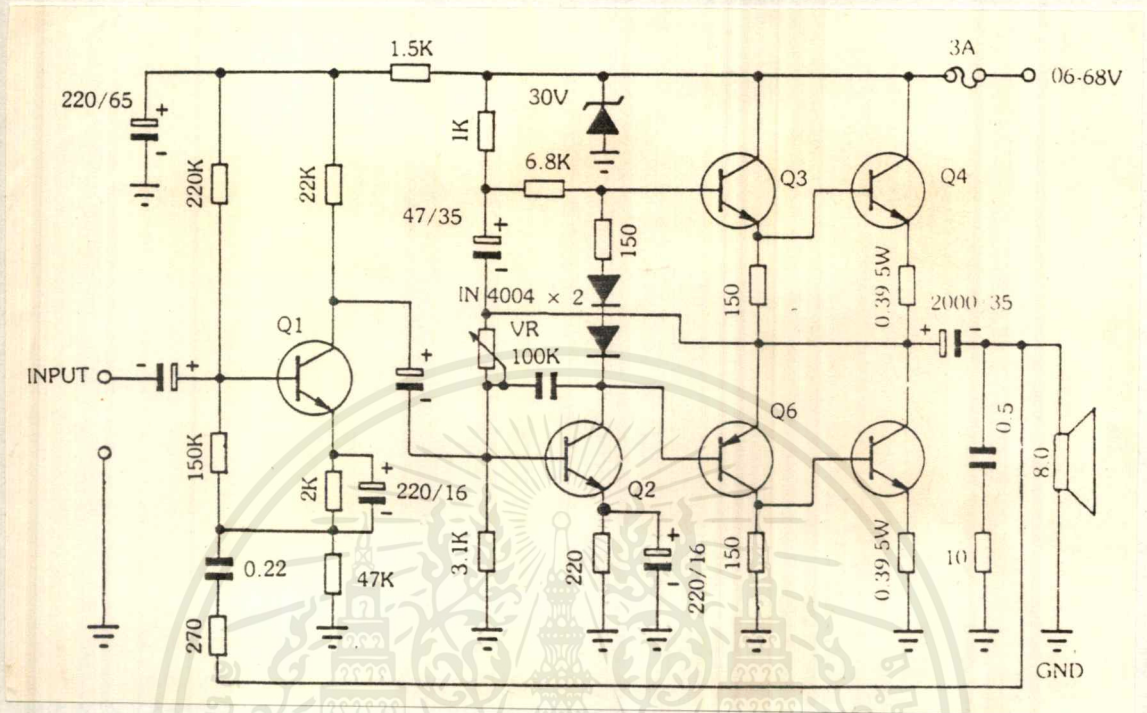 1.5K
3A
06-68V
220/65
+
-
30V
1K
220K
22K
6.8K
Q3
Q4
47/35
+
-
150
150
0.39 5W
2000 35
+
-
IN 4004 × 2
VR
100K
Q1
INPUT
-
+
+
-
Q6
Q2
0.5
8.0
150K
2K
+
-
220/16
3.1K
220
+
-
220/16
150
0.39 5W
10
0.22
47K
270
GND